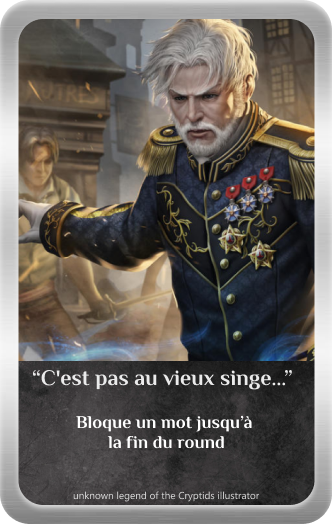 “C'est pas au vieux singe...”
Bloque un mot jusqu’à
la fin du round
unknown legend of the Cryptids illustrator